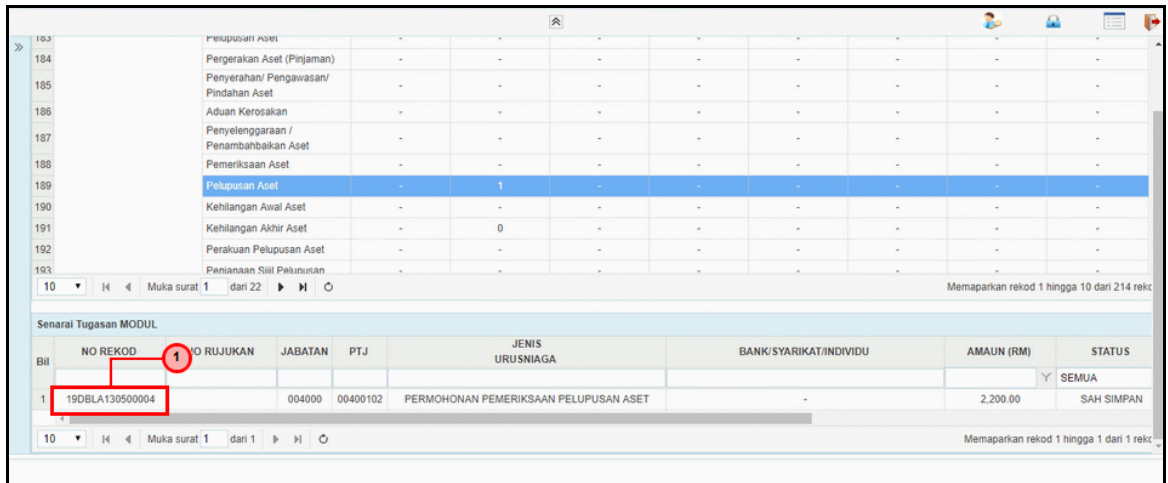 183 Pelupusan Aset - - - - - - - -
184 Pergerakan Aset (Pinjaman) - - - - - - - -
185 Penyerahan/ Pengawasan/
Pindahan Aset - - - - - - - -
186 Aduan Kerosakan - - - - - - - -
187 Penyelenggaraan /
Penambahbaikan Aset - - - - - - - -
188 Pemeriksaan Aset - - - - - - - -
189 Pelupusan Aset - 1 - - - - - -
190 Kehilangan Awal Aset - - - - - - - -
191 Kehilangan Akhir Aset - 0 - - - - - -
192 Perakuan Pelupusan Aset - - - - - - - -
193 Penjanaan Sijil Pelupusan - - - - - - - -
10 Muka surat 1 dari 22 Memaparkan rekod 1 hingga 10 dari 214 reko
Senarai Tugasan MODUL
Bil NO REKOD 1 RUJUKAN JABATAN PTJ JENIS
URUSNIAGA BANK/SYARIKAT/INDIVIDU AMAUN (RM) STATUS
SEMUA
1 19DBLA130500004 004000 00400102 PERMOHONAN PEMERIKSAAN PELUPUSAN ASET - 2,200.00 SAH SIMPAN
10 Muka surat 1 dari 1 Memaparkan rekod 1 hingga 1 dari 1 reko